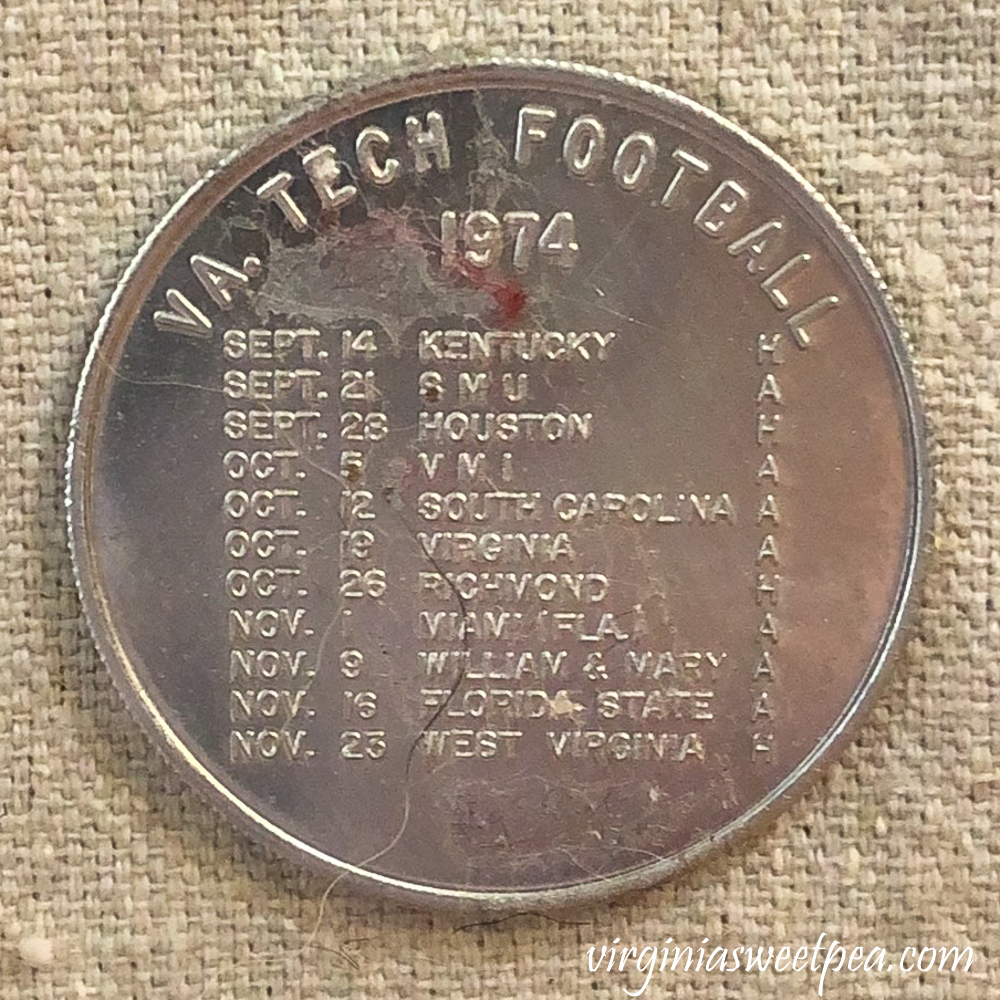 VA. TECH FOOTBALL
1974
SEPT. 14 KENTUCKY H
SEPT. 21 S M U A
SEPT. 28 HOUSTON H
OCT. 5 V M I A
OCT. 12 SOUTH CAROLINA A
OCT. 19 VIRGINIA A
OCT. 26 RICHMOND H
NOV. 1 MIAMI (FLA.) A
NOV. 9 WILLIAM & MARY A
NOV. 16 FLORIDA STATE A
NOV. 23 WEST VIRGINIA H
virginiasweetpea.com